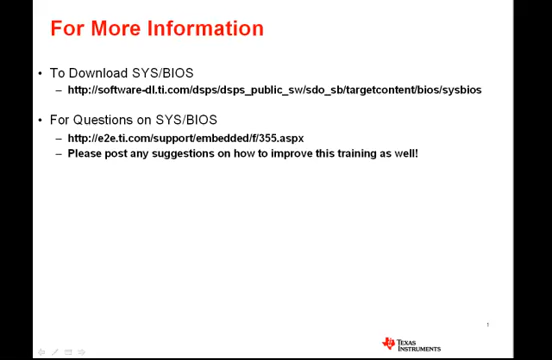 For More Information
• To Download SYS/BIOS
– http://software-dl.ti.com/dsps/dsps_public_sw/sdo_sb/targetcontent/bios/sysbios
• For Questions on SYS/BIOS
– http://e2e.ti.com/support/embedded/f/355.aspx
– Please post any suggestions on how to improve this training as well!
1
TEXAS
INSTRUMENTS